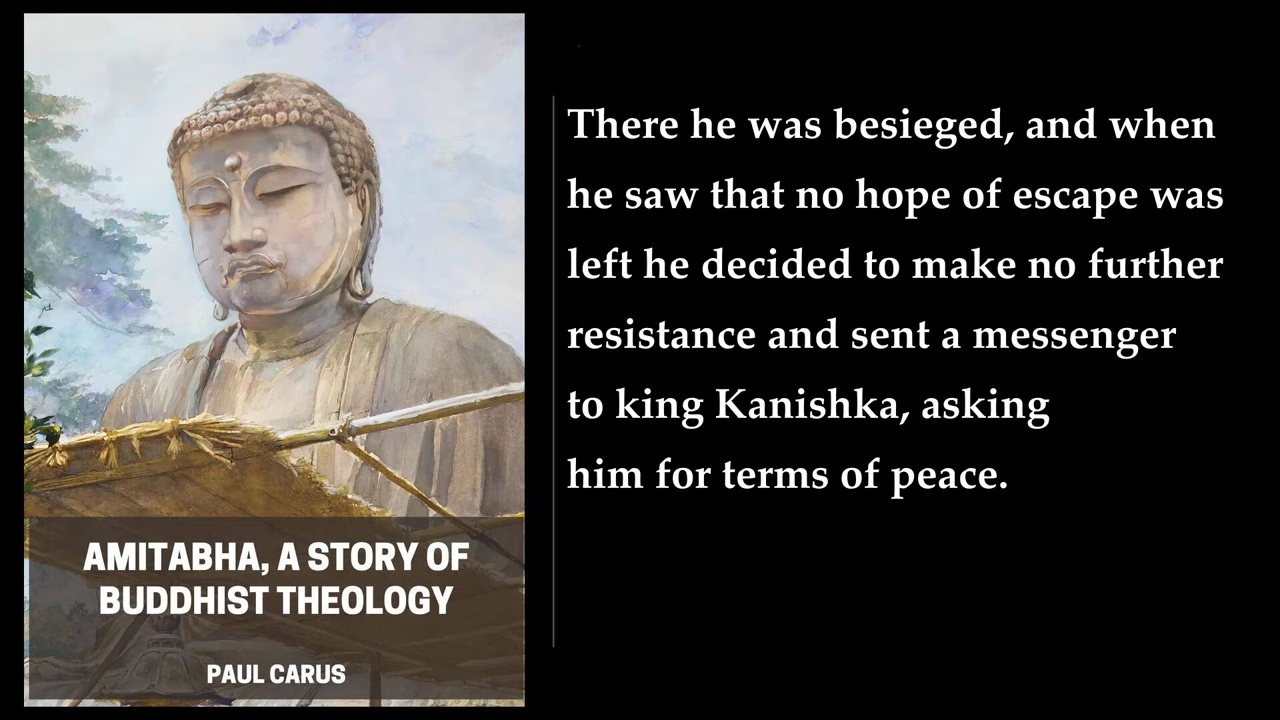 There he was besieged, and when
he saw that no hope of escape was
left he decided to make no further
resistance and sent a messenger
to king Kanishka, asking
him for terms of peace.
AMITABHA, A STORY OF
BUDDHIST THEOLOGY
PAUL CARUS